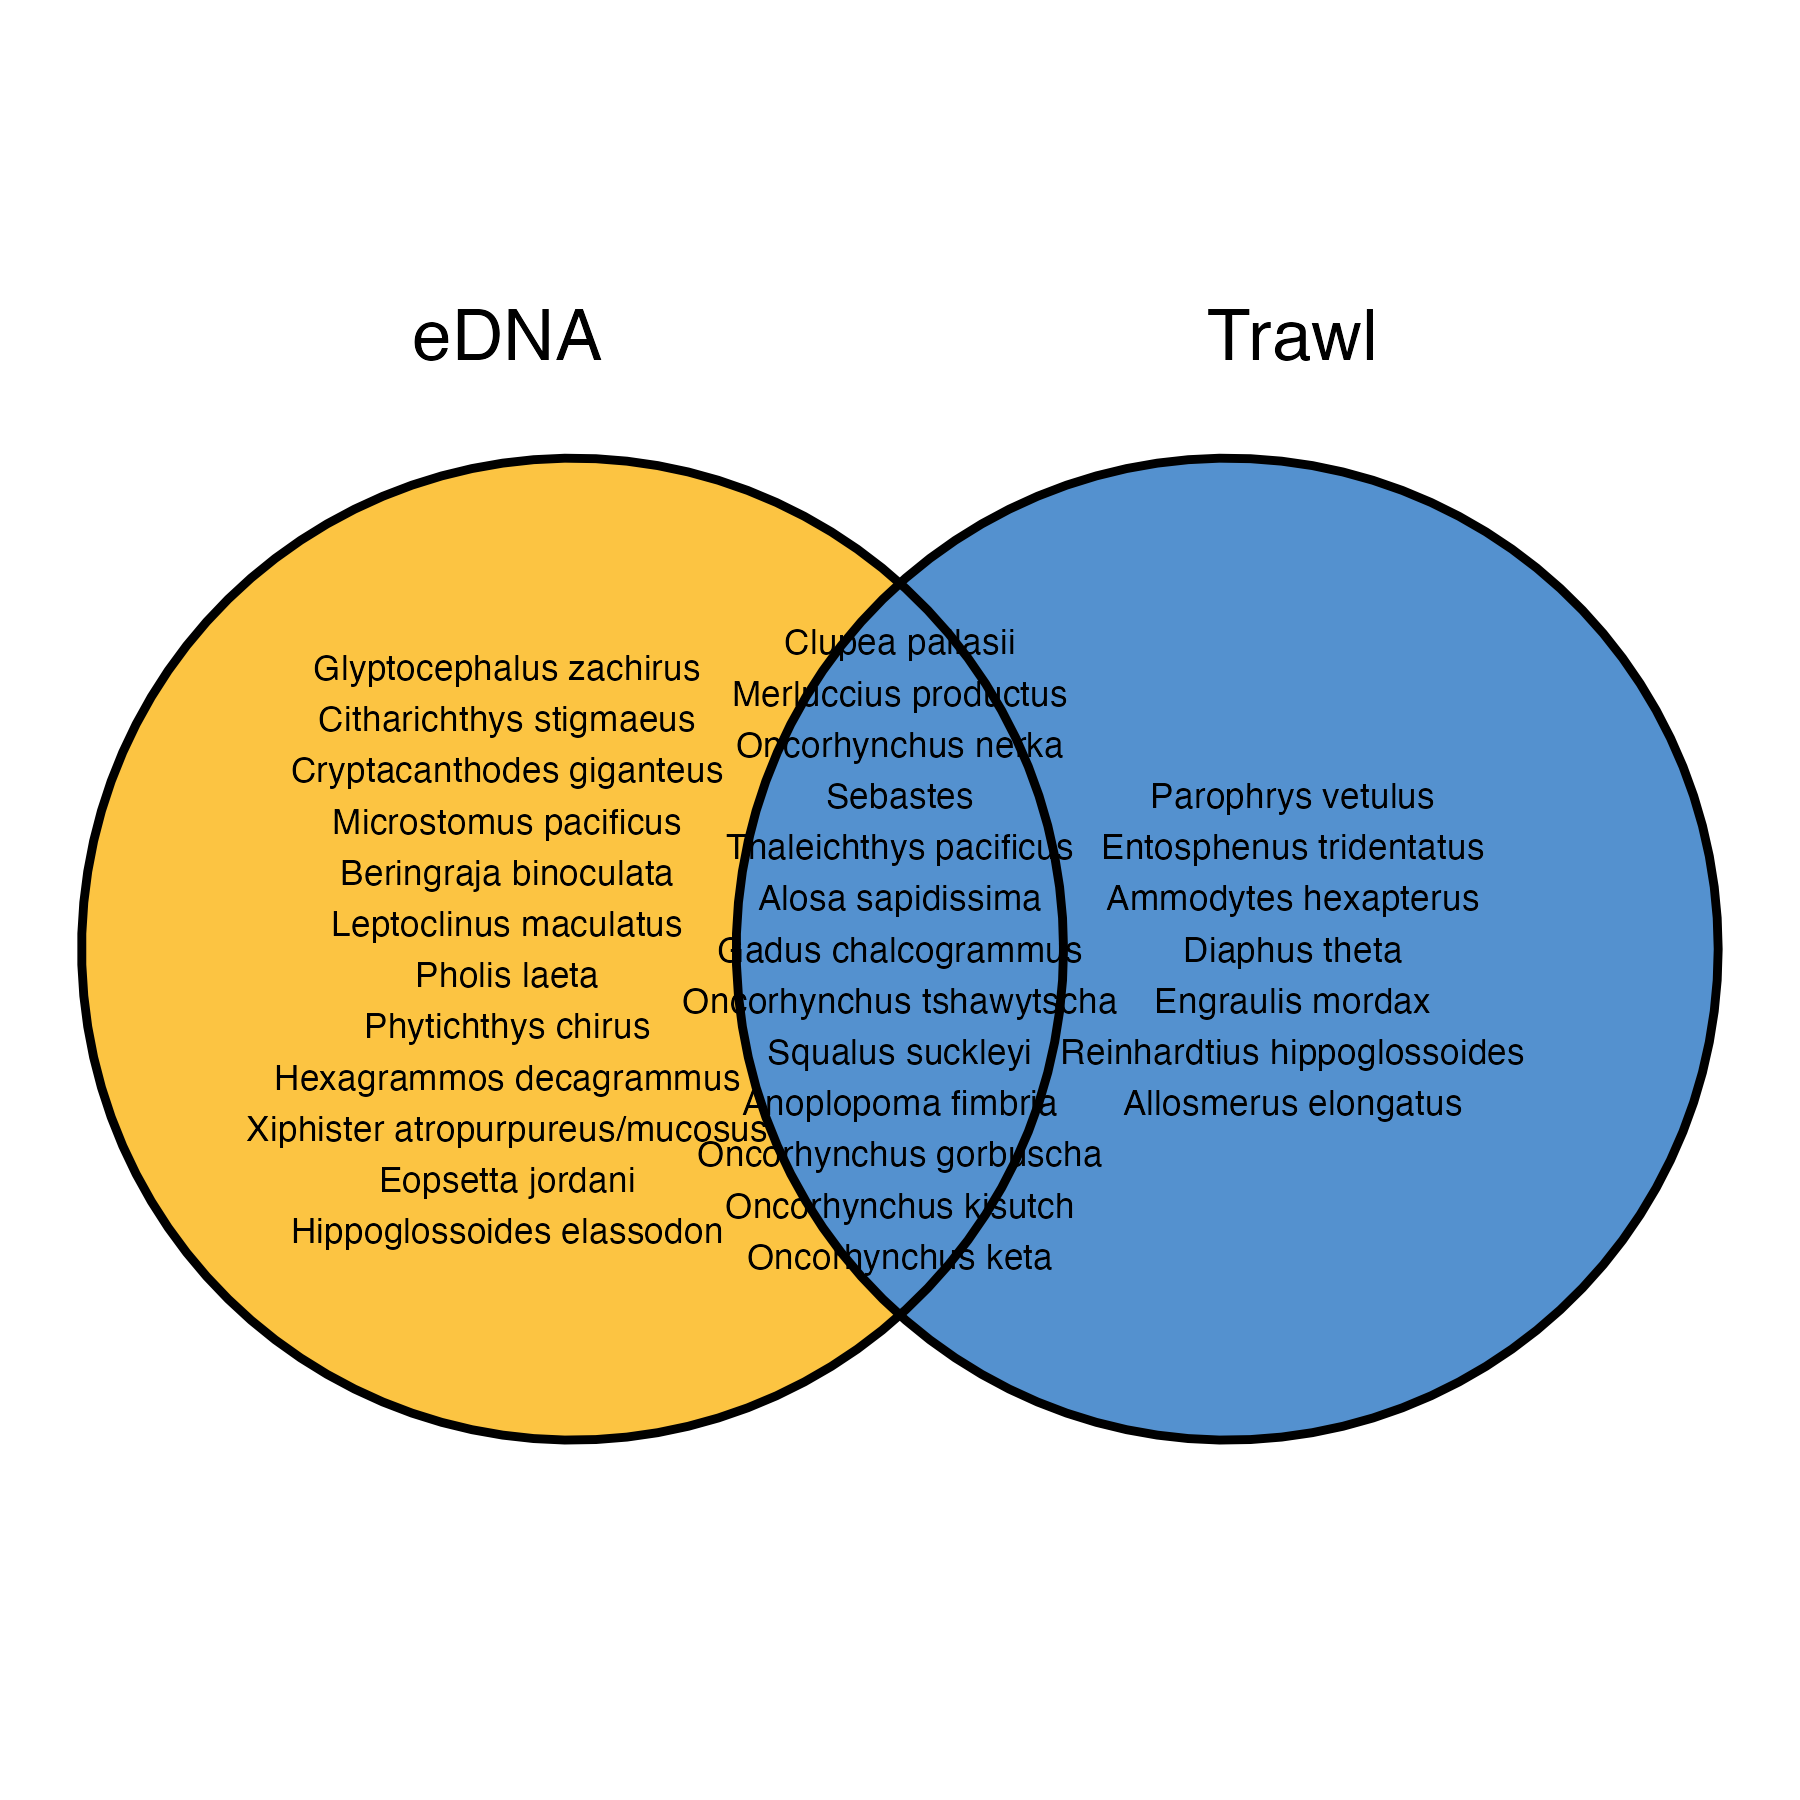 eDNA
Trawl
Glyptocephalus zachirus
Citharichthys stigmaeus
Cryptacanthodes giganteus
Microstomus pacificus
Beringraja binoculata
Leptoclinus maculatus
Pholis laeta
Phytichthys chirus
Hexagrammos decagrammus
Xiphister atropurpureus/mucosus
Eopsetta jordani
Hippoglossoides elassodon
Clupea pallasii
Merluccius productus
Oncorhynchus nerka
Sebastes
Thaleichthys pacificus
Alosa sapidissima
Gadus chalcogrammus
Oncorhynchus tshawytscha
Squalus suckleyi
Anoplopoma fimbria
Oncorhynchus gorbuscha
Oncorhynchus kisutch
Oncorhynchus keta
Parophrys vetulus
Entosphenus tridentatus
Ammodytes hexapterus
Diaphus theta
Engraulis mordax
Reinhardtius hippoglossoides
Allosmerus elongatus